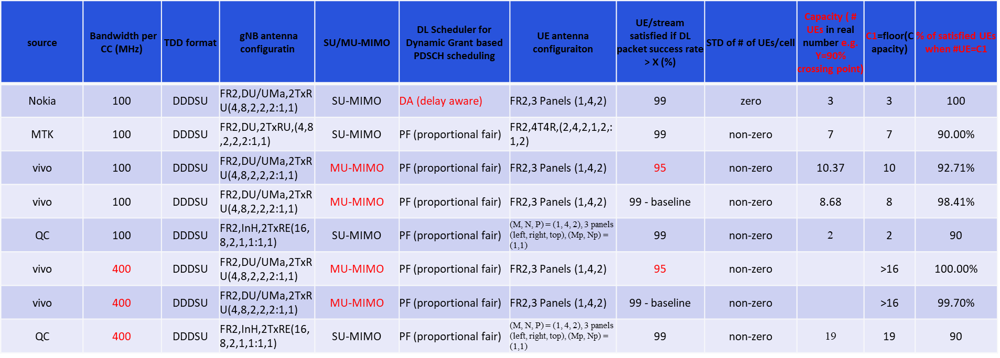 source
Bandwidth per
CC (MHz)
TDD format
gNB antenna
configuratin
SU/MU-MIMO
DL Scheduler for
Dynamic Grant based
PDSCH scheduling
UE antenna
configuraiton
UE/stream
satisfied if DL
packet success rate
> X (%)
STD of # of UEs/cell
Capacity ( #
UEs in real
number e.g.
Y=90%
crossing point)
C1=floor(C
apacity)
% of satisfied UEs
when #UE=C1
Nokia
100
DDDSU
FR2,DU/UMa,2TxR
U(4,8,2,2,2:1,1)
SU-MIMO
DA (delay aware)
FR2,3 Panels (1,4,2)
99
zero
3
3
100
MTK
100
DDDSU
FR2,DU,2TxRU,(4,8
,2,2,2:1,1)
SU-MIMO
PF (proportional fair)
FR2,4T4R,(2,4,2,1,2,:
1,2)
99
non-zero
7
7
90.00%
vivo
100
DDDSU
FR2,DU/UMa,2TxR
U(4,8,2,2,2:1,1)
MU-MIMO
PF (proportional fair)
FR2,3 Panels (1,4,2)
95
non-zero
10.37
10
92.71%
vivo
100
DDDSU
FR2,DU/UMa,2TxR
U(4,8,2,2,2:1,1)
MU-MIMO
PF (proportional fair)
FR2,3 Panels (1,4,2)
99 - baseline
non-zero
8.68
8
98.41%
QC
100
DDDSU
FR2,InH,2TxRE(16,
8,2,1,1:1,1)
SU-MIMO
PF (proportional fair)
(M, N, P) = (1, 4, 2), 3 panels
(left, right, top), (Mp, Np) =
(1,1)
99
non-zero
2
2
90
vivo
400
DDDSU
FR2,DU/UMa,2TxR
U(4,8,2,2,2:1,1)
MU-MIMO
PF (proportional fair)
FR2,3 Panels (1,4,2)
95
non-zero
>16
100.00%
vivo
400
DDDSU
FR2,DU/UMa,2TxR
U(4,8,2,2,2:1,1)
MU-MIMO
PF (proportional fair)
FR2,3 Panels (1,4,2)
99 - baseline
non-zero
>16
99.70%
QC
400
DDDSU
FR2,InH,2TxRE(16,
8,2,1,1:1,1)
SU-MIMO
PF (proportional fair)
(M, N, P) = (1, 4, 2), 3 panels
(left, right, top), (Mp, Np) =
(1,1)
99
non-zero
19
19
90